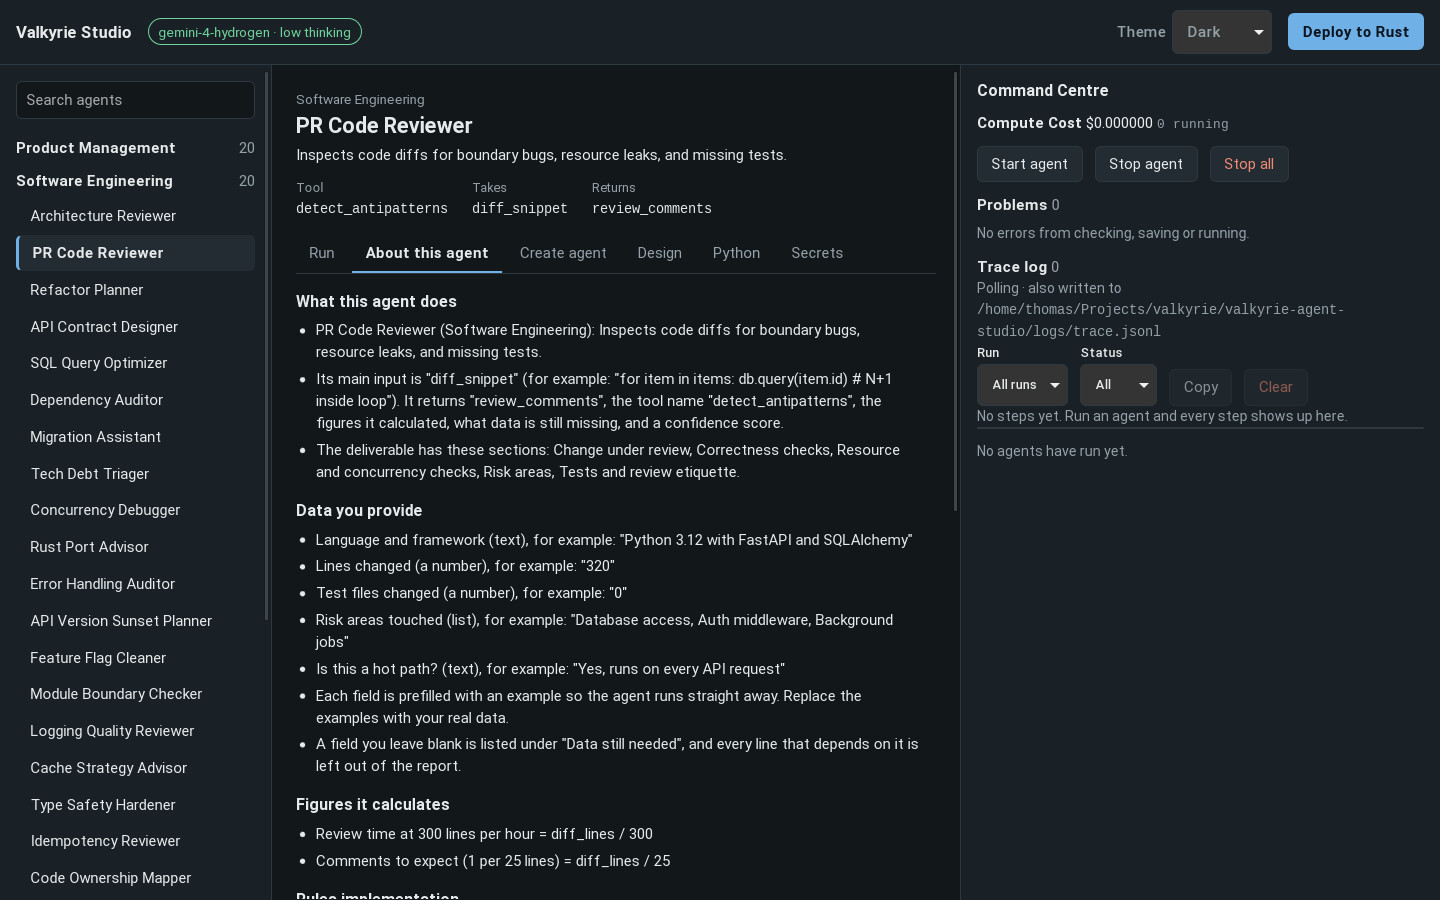 Valkyrie Studio
gemini-4-hydrogen · low thinking
Theme
Dark
Deploy to Rust
Search agents
Product Management 20
Software Engineering 20
Architecture Reviewer
PR Code Reviewer
Refactor Planner
API Contract Designer
SQL Query Optimizer
Dependency Auditor
Migration Assistant
Tech Debt Triager
Concurrency Debugger
Rust Port Advisor
Error Handling Auditor
API Version Sunset Planner
Feature Flag Cleaner
Module Boundary Checker
Logging Quality Reviewer
Cache Strategy Advisor
Type Safety Hardener
Idempotency Reviewer
Code Ownership Mapper
Software Engineering
PR Code Reviewer
Inspects code diffs for boundary bugs, resource leaks, and missing tests.
Tool Takes Returns
detect_antipatterns diff_snippet review_comments
Run About this agent Create agent Design Python Secrets
What this agent does
• PR Code Reviewer (Software Engineering): Inspects code diffs for boundary bugs,
resource leaks, and missing tests.
• Its main input is "diff_snippet" (for example: "for item in items: db.query(item.id) # N+1
inside loop"). It returns "review_comments", the tool name "detect_antipatterns", the
figures it calculated, what data is still missing, and a confidence score.
• The deliverable has these sections: Change under review, Correctness checks, Resource
and concurrency checks, Risk areas, Tests and review etiquette.
Data you provide
• Language and framework (text), for example: "Python 3.12 with FastAPI and SQLAlchemy"
• Lines changed (a number), for example: "320"
• Test files changed (a number), for example: "0"
• Risk areas touched (list), for example: "Database access, Auth middleware, Background
jobs"
• Is this a hot path? (text), for example: "Yes, runs on every API request"
• Each field is prefilled with an example so the agent runs straight away. Replace the
examples with your real data.
• A field you leave blank is listed under "Data still needed", and every line that depends on it is
left out of the report.
Figures it calculates
• Review time at 300 lines per hour = diff_lines / 300
• Comments to expect (1 per 25 lines) = diff_lines / 25
Rules implementation
Command Centre
Compute Cost $0.000000 0 running
Start agent
Stop agent
Stop all
Problems 0
No errors from checking, saving or running.
Trace log 0
Polling · also written to
/home/thomas/Projects/valkyrie/valkyrie-agent-
studio/logs/trace.jsonl
Run Status
All runs All Copy Clear
No steps yet. Run an agent and every step shows up here.
No agents have run yet.